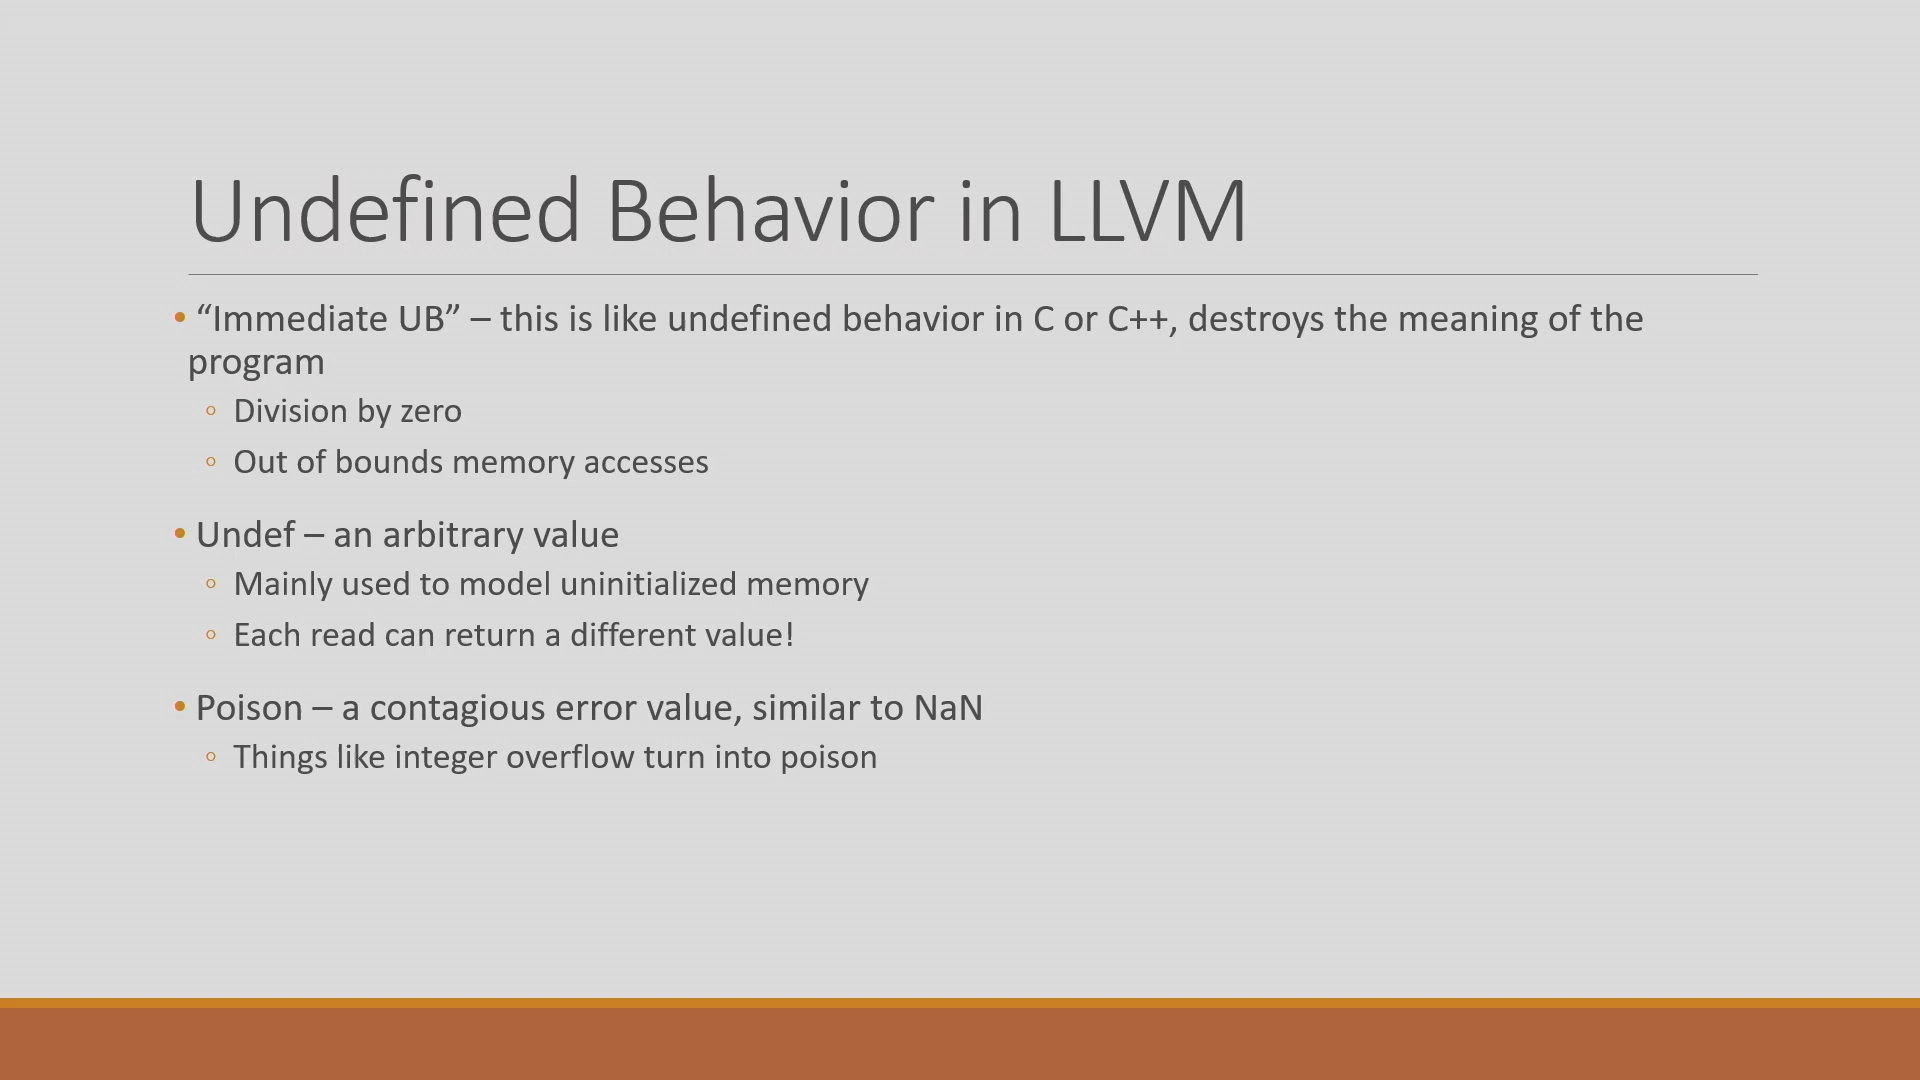 Undefined Behavior in LLVM
• “Immediate UB” – this is like undefined behavior in C or C++, destroys the meaning of the
program
◦ Division by zero
◦ Out of bounds memory accesses
• Undef – an arbitrary value
◦ Mainly used to model uninitialized memory
◦ Each read can return a different value!
• Poison – a contagious error value, similar to NaN
◦ Things like integer overflow turn into poison